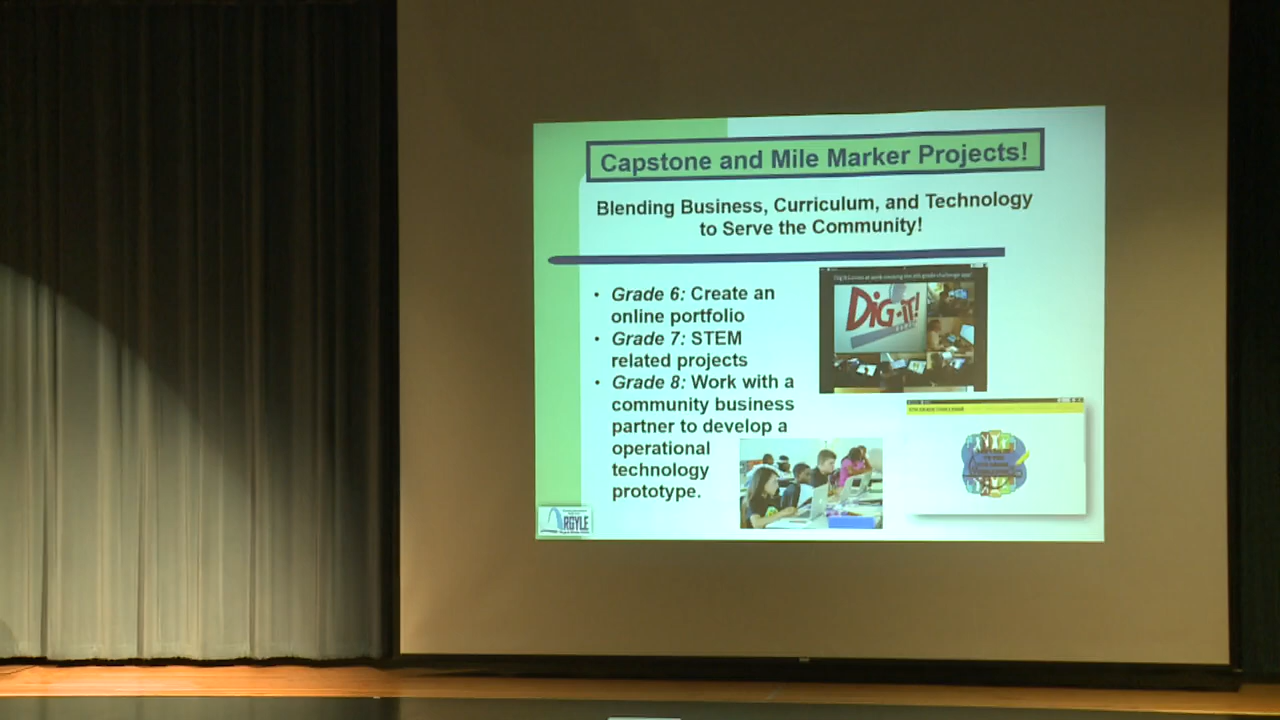 Capstone and Mile Marker Projects!
Blending Business, Curriculum, and Technology
to Serve the Community!
• Grade 6: Create an
online portfolio
• Grade 7: STEM
related projects
• Grade 8: Work with a
community business
partner to develop a
operational
technology
prototype.
DiG-iT!
RGYLE